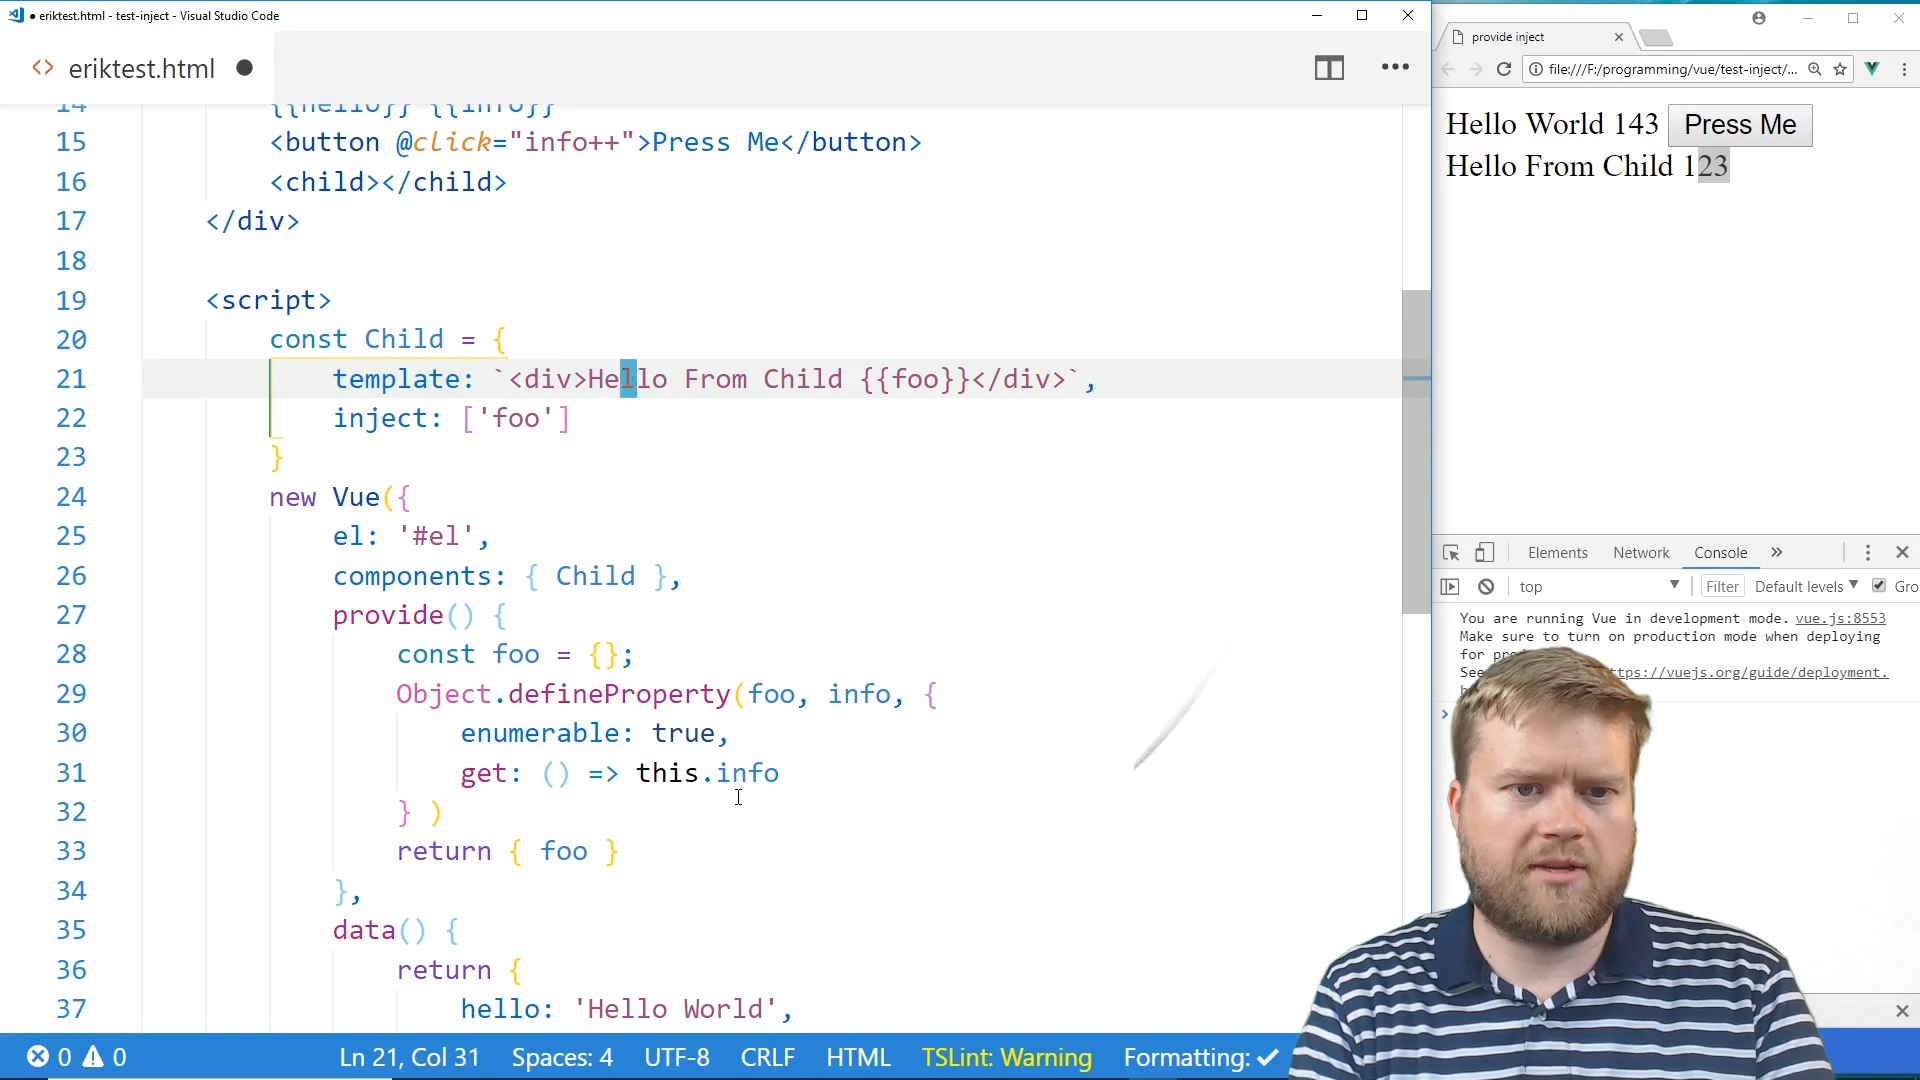 ● eriktest.html - test-inject - Visual Studio Code
<> eriktest.html ●
14 {{hello}} {{info}}
15 <button @click="info++">Press Me</button>
16 <child></child>
17 </div>
18
19 <script>
20 const Child = {
21 template: `<div>Hello From Child {{foo}}</div>`,
22 inject: ['foo']
23 }
24 new Vue({
25 el: '#el',
26 components: { Child },
27 provide() {
28 const foo = {};
29 Object.defineProperty(foo, info, {
30 enumerable: true,
31 get: () => this.info
32 } )
33 return { foo }
34 },
35 data() {
36 return {
37 hello: 'Hello World',
0 0 Ln 21, Col 31 Spaces: 4 UTF-8 CRLF HTML TSLint: Warning Formatting: ✓
provide inject
file:///F:/programming/vue/test-inject/...
Hello World 143 Press Me
Hello From Child 123
Elements Network Console »
top Filter Default levels Gro
You are running Vue in development mode. vue.js:8553
Make sure to turn on production mode when deploying
for
See ttps://vuejs.org/guide/deployment.
>